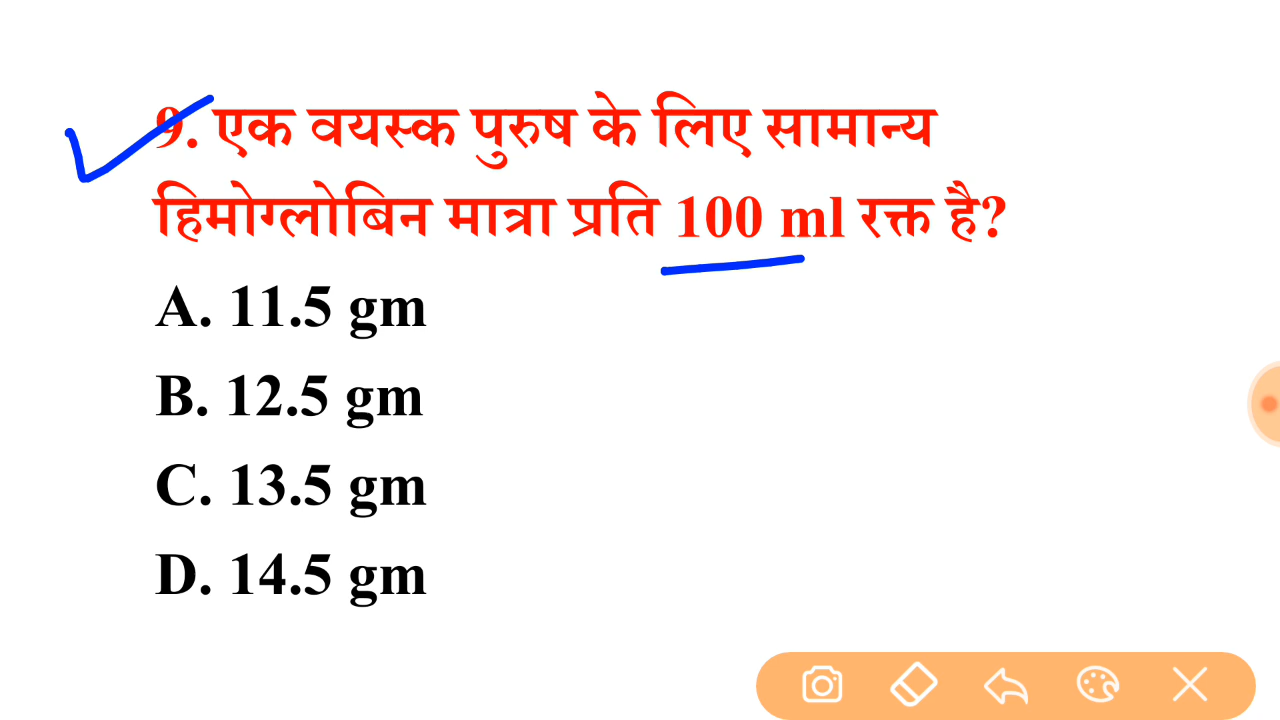 9. एक वयस्क पुरुष के लिए सामान्य
हिमोग्लोबिन मात्रा प्रति 100 ml रक्त है?
A. 11.5 gm
B. 12.5 gm
C. 13.5 gm
D. 14.5 gm